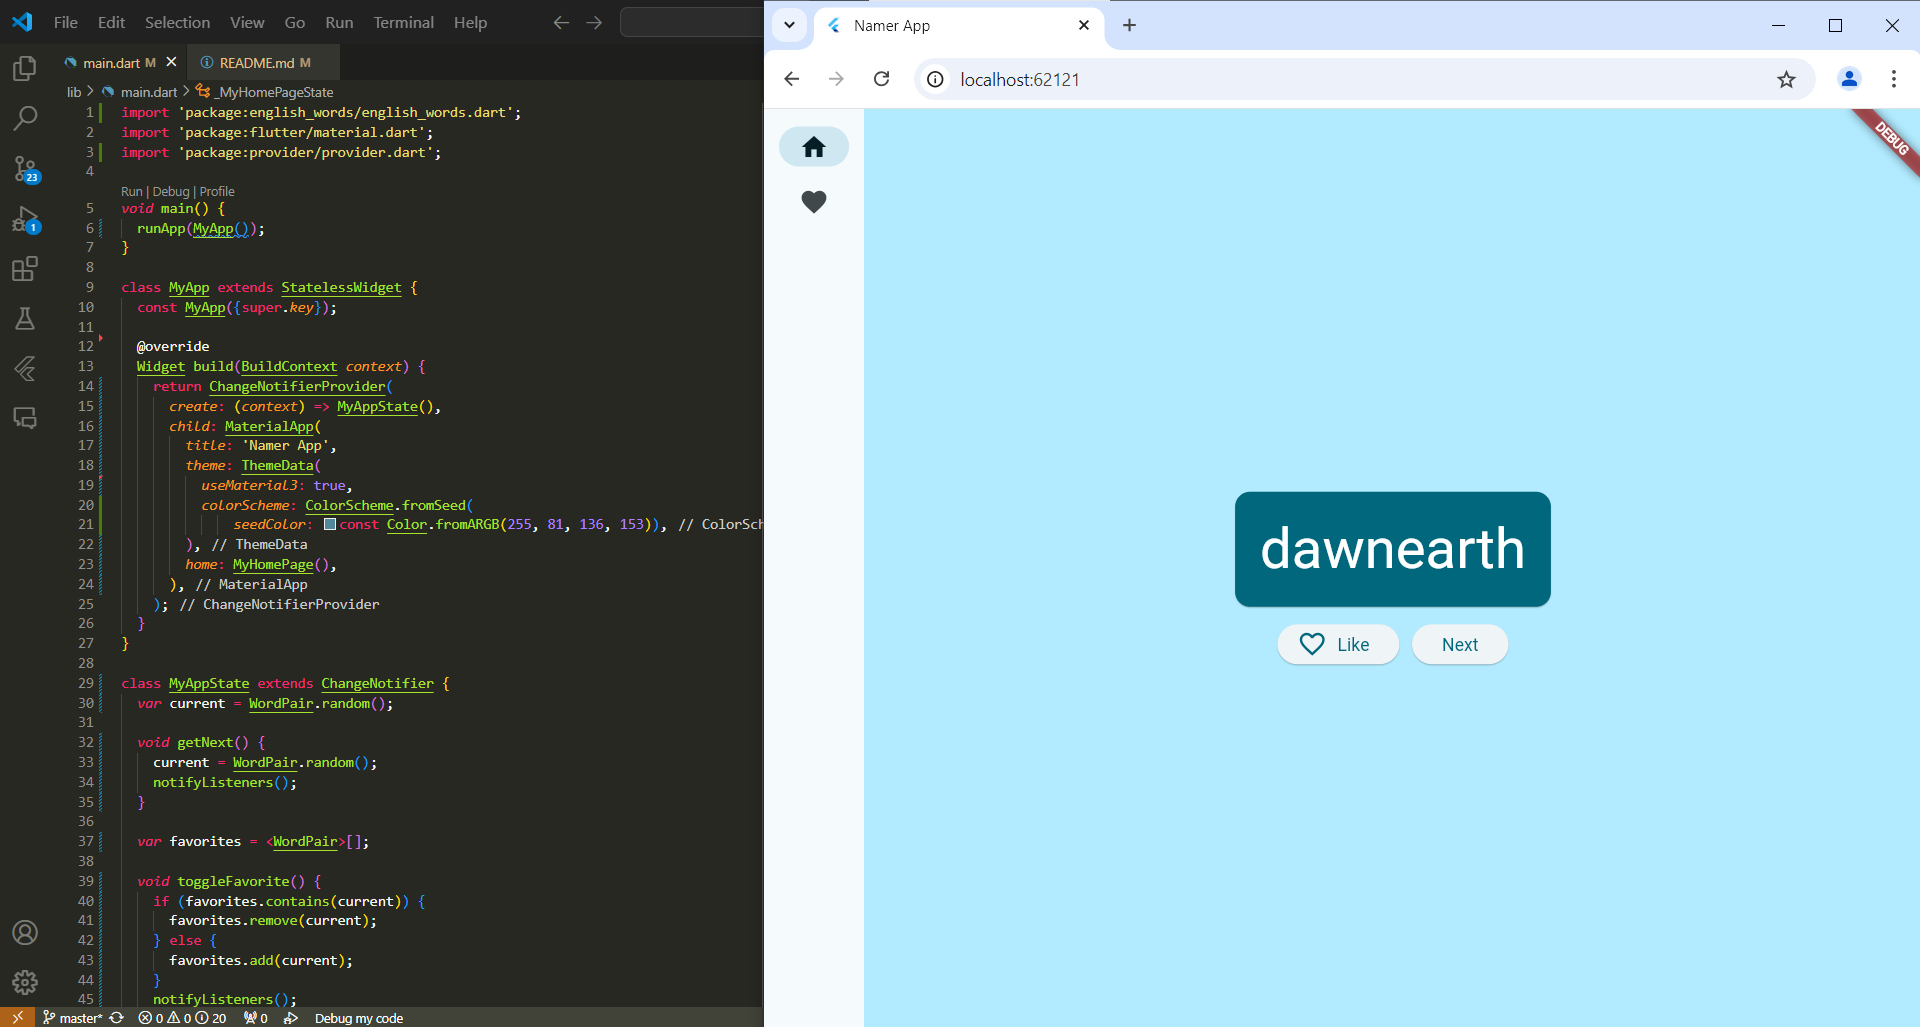 File Edit Selection View Go Run Terminal Help
main.dart M
README.md M
lib > main.dart > _MyHomePageState
1 import 'package:english_words/english_words.dart';
2 import 'package:flutter/material.dart';
3 import 'package:provider/provider.dart';
4
Run | Debug | Profile
5 void main() {
6 runApp(MyApp());
7 }
8
9 class MyApp extends StatelessWidget {
10 const MyApp({super.key});
11
12 @override
13 Widget build(BuildContext context) {
14 return ChangeNotifierProvider(
15 create: (context) => MyAppState(),
16 child: MaterialApp(
17 title: 'Namer App',
18 theme: ThemeData(
19 useMaterial3: true,
20 colorScheme: ColorScheme.fromSeed(
21 seedColor: const Color.fromARGB(255, 81, 136, 153)), // ColorSch
22 ), // ThemeData
23 home: MyHomePage(),
24 ), // MaterialApp
25 ); // ChangeNotifierProvider
26 }
27 }
28
29 class MyAppState extends ChangeNotifier {
30 var current = WordPair.random();
31
32 void getNext() {
33 current = WordPair.random();
34 notifyListeners();
35 }
36
37 var favorites = <WordPair>[];
38
39 void toggleFavorite() {
40 if (favorites.contains(current)) {
41 favorites.remove(current);
42 } else {
43 favorites.add(current);
44 }
45 notifyListeners();
23
1
master* 0 0 20 0 Debug my code
Namer App
localhost:62121
DEBUG
dawnearth
Like
Next